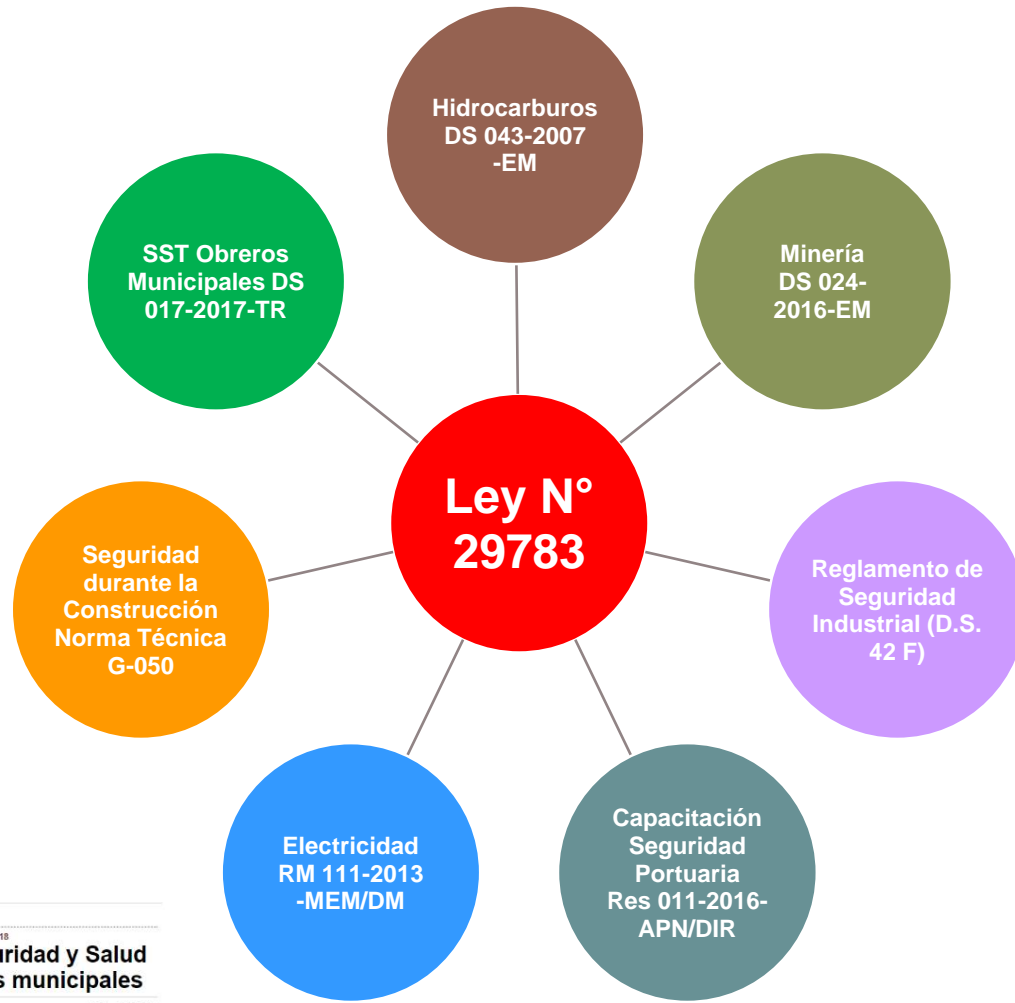 Hidrocarburos
DS 043-2007
-EM
SST Obreros
Municipales DS
017-2017-TR
Minería
DS 024-
2016-EM
Ley N°
29783
Seguridad
durante la
Construcción
Norma Técnica
G-050
Reglamento de
Seguridad
Industrial (D.S.
42 F)
Electricidad
RM 111-2013
-MEM/DM
Capacitación
Seguridad
Portuaria
Res 011-2016-
APN/DIR
18
uridad y Salud
s municipales